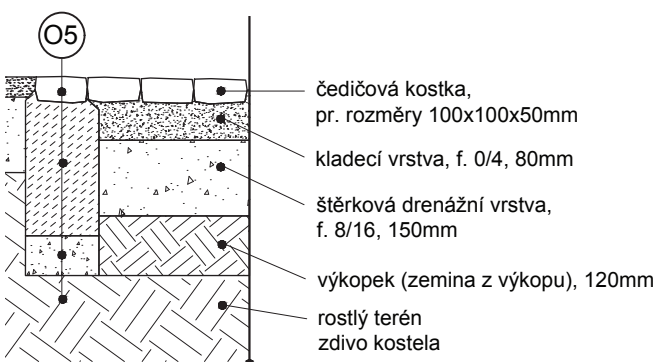 O5
čedičová kostka,
pr. rozměry 100x100x50mm
kladecí vrstva, f. 0/4, 80mm
štěrková drenážní vrstva,
f. 8/16, 150mm
výkopek (zemina z výkopu), 120mm
rostlý terén
zdivo kostela